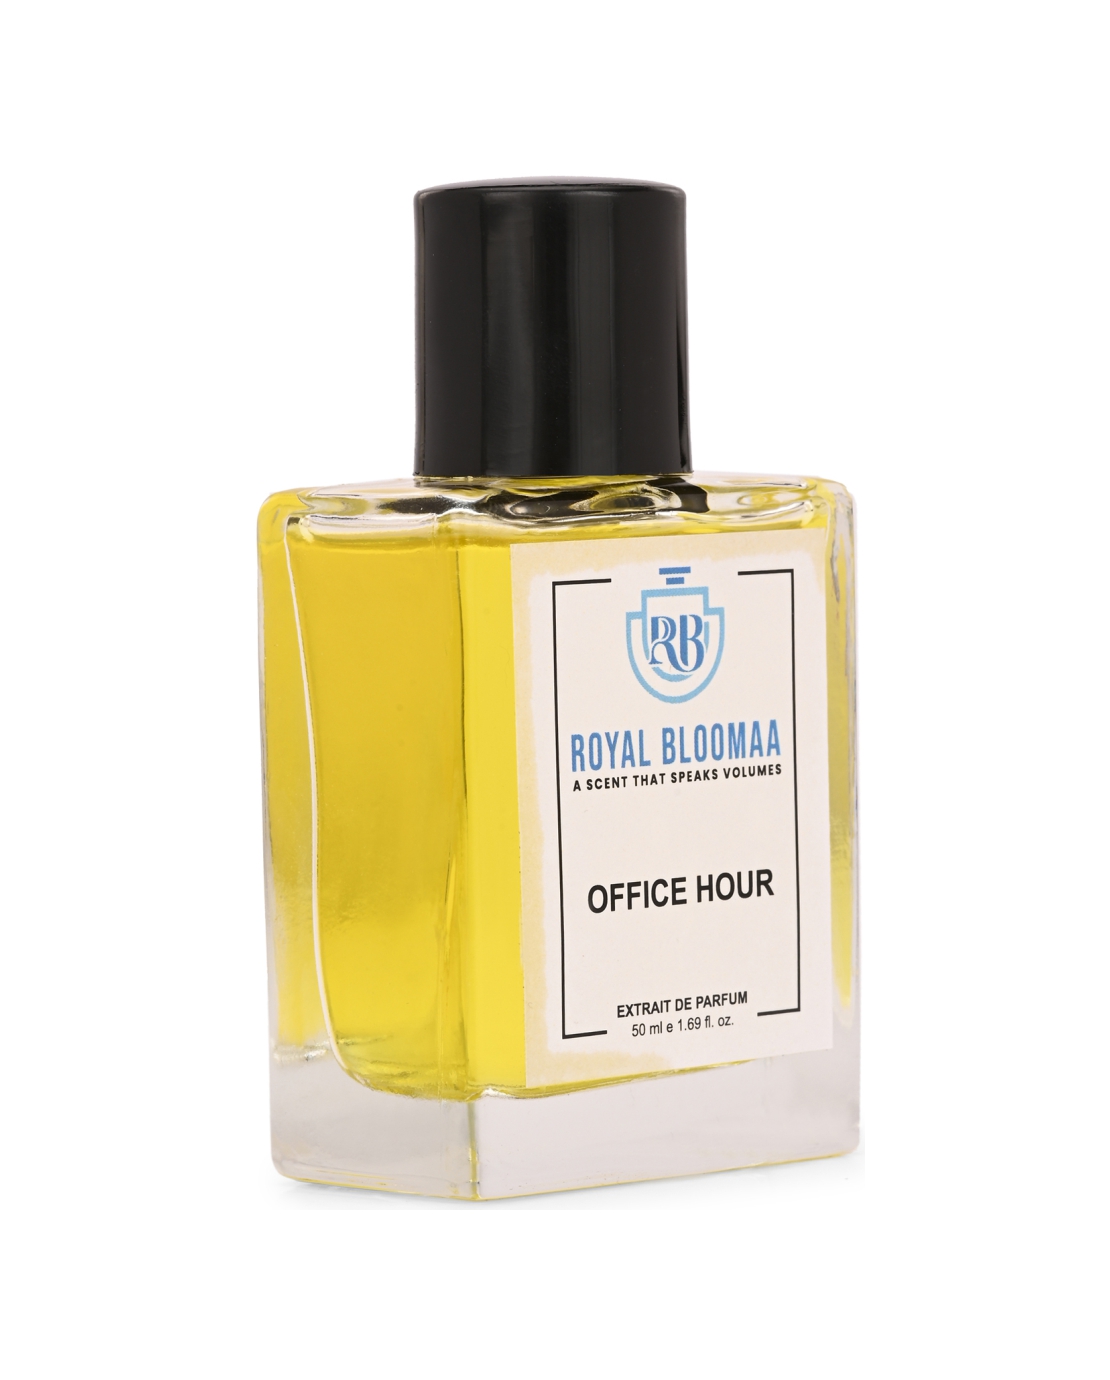 RB
ROYAL BLOOMAA
A SCENT THAT SPEAKS VOLUMES
OFFICE HOUR
EXTRAIT DE PARFUM
50 ml e 1.69 fl. oz.